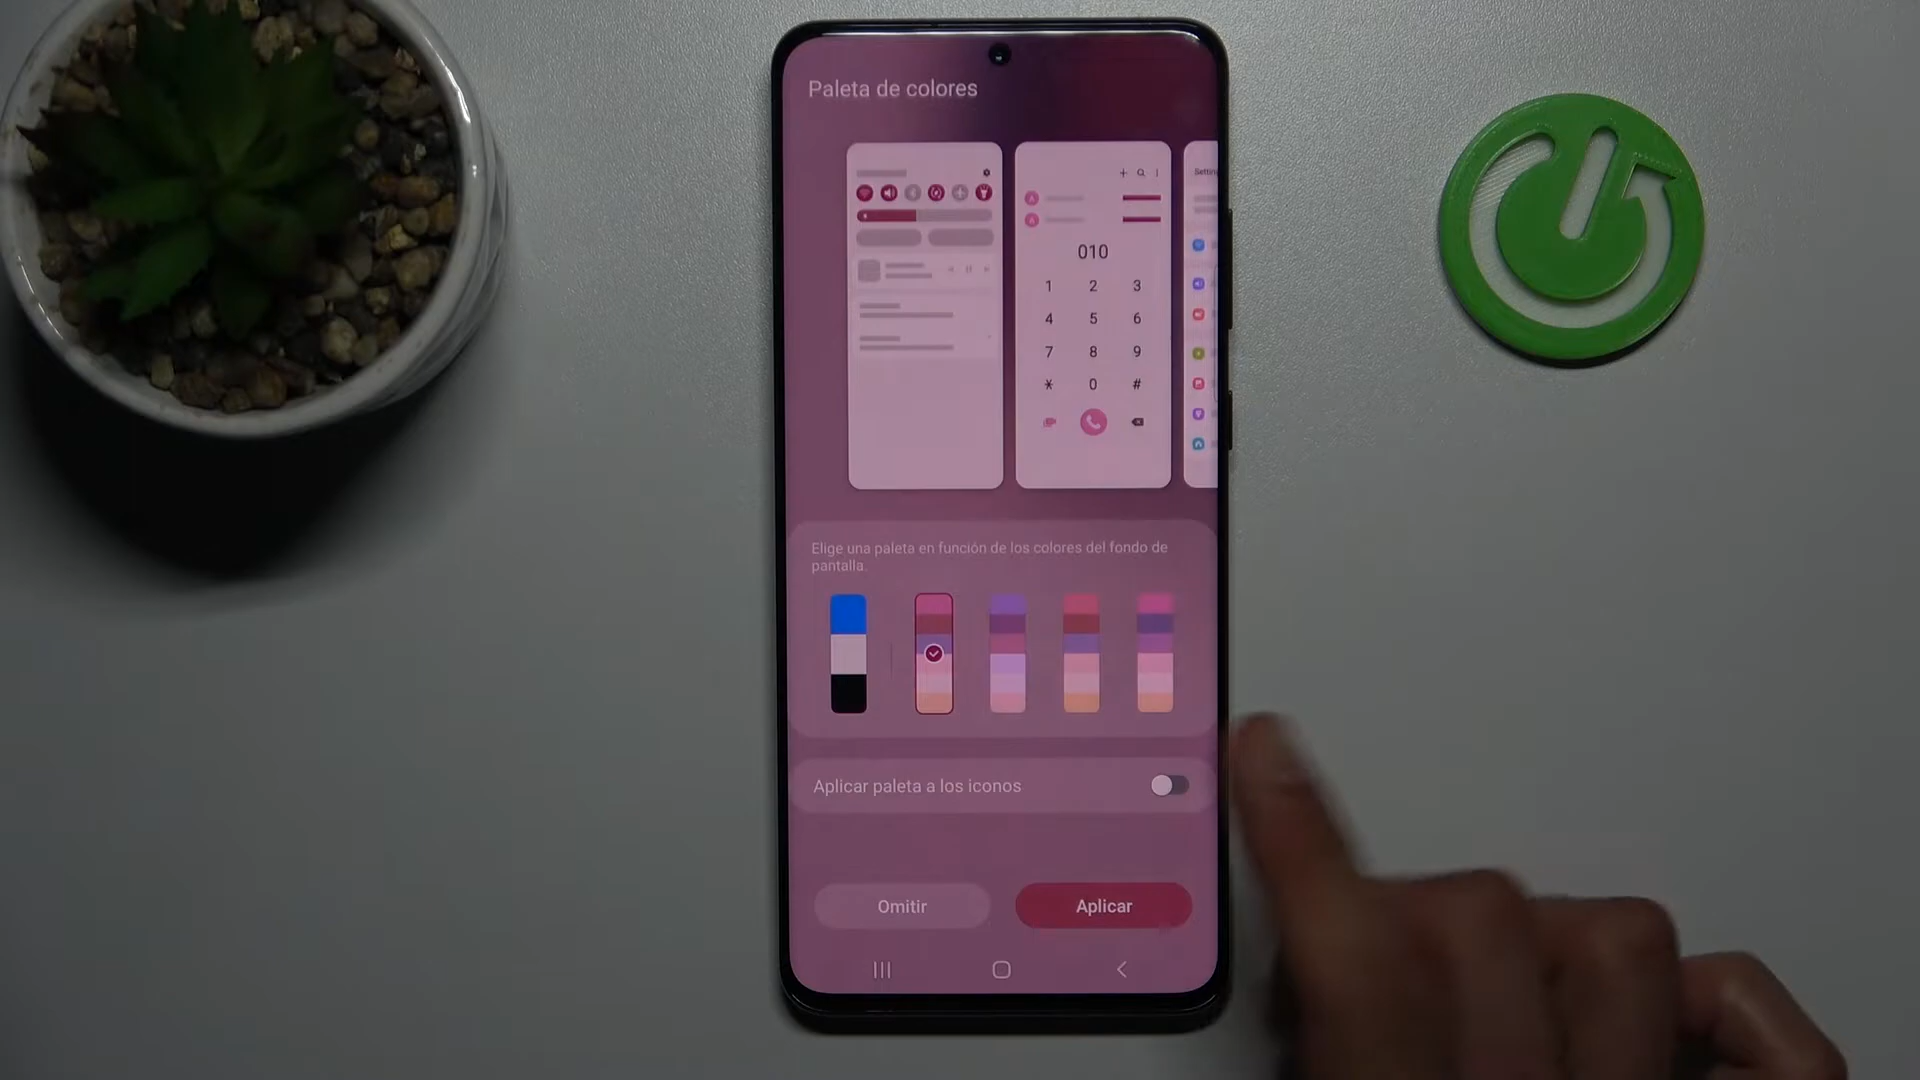 Paleta de colores
Settings
010
1 2 3
4 5 6
7 8 9
* 0 #
Elige una paleta en función de los colores del fondo de
pantalla.
Aplicar paleta a los iconos
Omitir
Aplicar